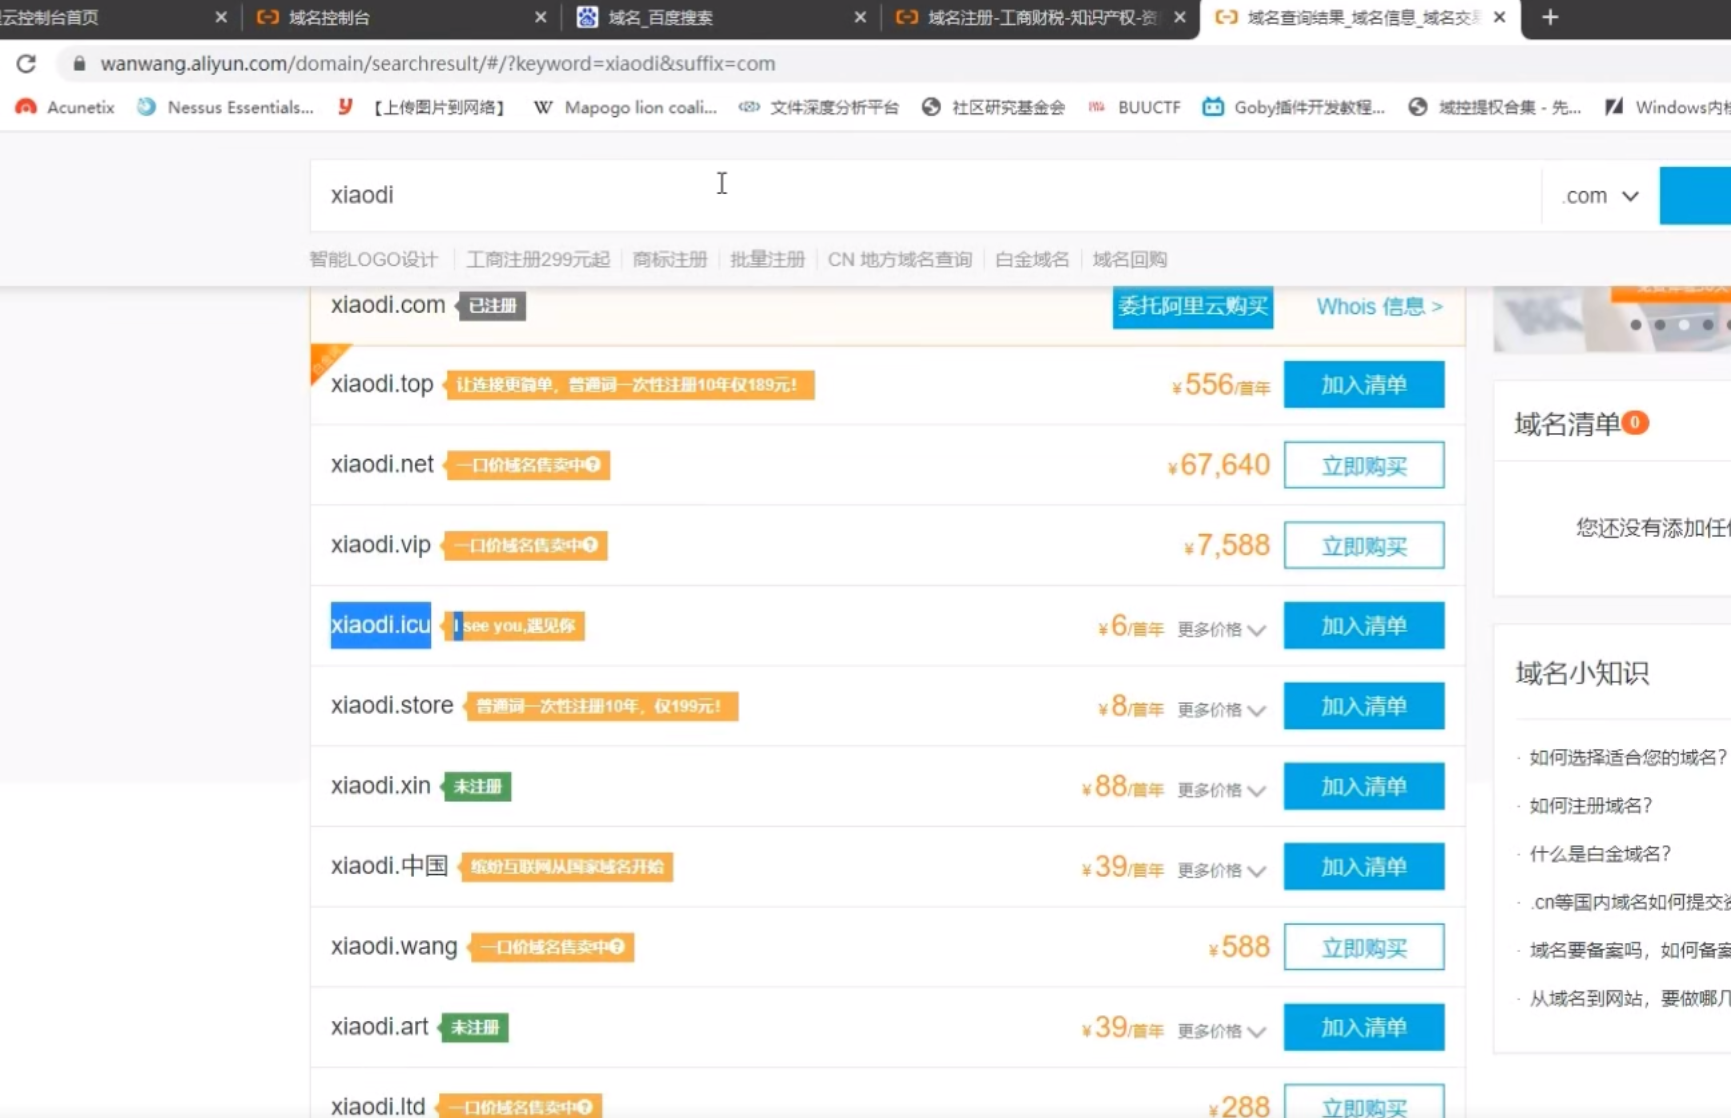 云控制台首页
域名控制台
域名_百度搜索
域名注册-工商财税-知识产权-资
域名查询结果_域名信息_域名交易
wanwang.aliyun.com/domain/searchresult/#/?keyword=xiaodi&suffix=com
Acunetix
Nessus Essentials...
【上传图片到网络】
Mapogo lion coali...
文件深度分析平台
社区研究基金会
BUUCTF
Goby插件开发教程...
域控提权合集 - 先...
Windows内核
xiaodi
.com
智能LOGO设计
工商注册299元起
商标注册
批量注册
CN 地方域名查询
白金域名
域名回购
xiaodi.com 已注册 委托阿里云购买 Whois 信息 >
xiaodi.top 让连接更简单，普通词一次性注册10年仅189元！ ¥556/首年 加入清单
xiaodi.net 一口价域名售卖中? ¥67,640 立即购买
xiaodi.vip 一口价域名售卖中? ¥7,588 立即购买
xiaodi.icu I see you,遇见你 ¥6/首年 更多价格 加入清单
xiaodi.store 普通词一次性注册10年，仅199元！ ¥8/首年 更多价格 加入清单
xiaodi.xin 未注册 ¥88/首年 更多价格 加入清单
xiaodi.中国 缤纷互联网从国家域名开始 ¥39/首年 更多价格 加入清单
xiaodi.wang 一口价域名售卖中? ¥588 立即购买
xiaodi.art 未注册 ¥39/首年 更多价格 加入清单
xiaodi.ltd 一口价域名售卖中? ¥288 立即购买
域名清单 0
您还没有添加任
域名小知识
· 如何选择适合您的域名？
· 如何注册域名？
· 什么是白金域名？
· .cn等国内域名如何提交资
· 域名要备案吗，如何备案
· 从域名到网站，要做哪几